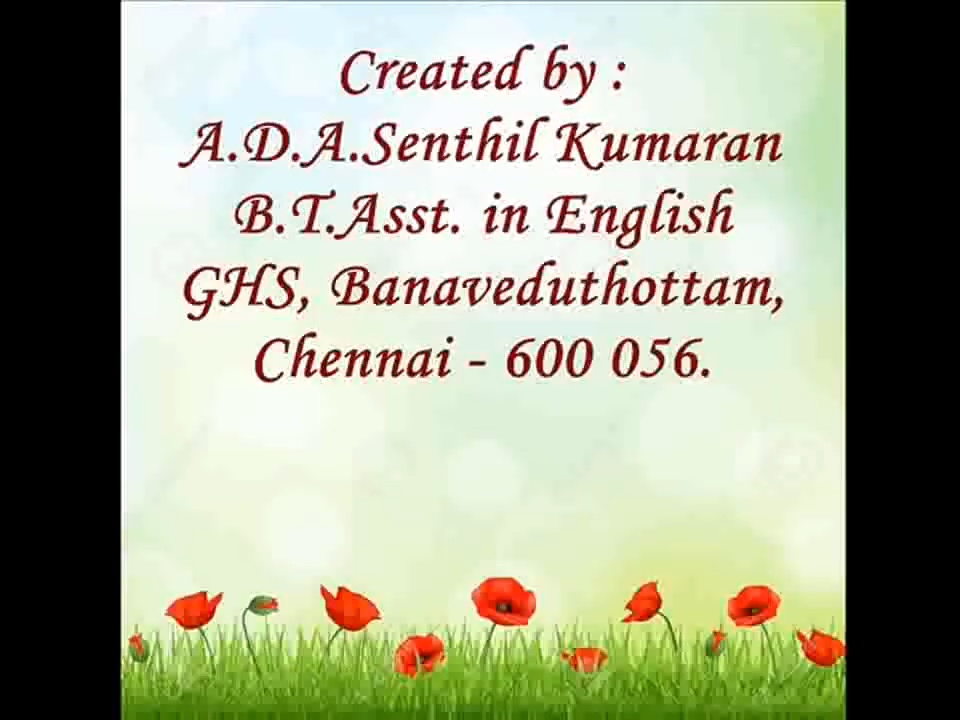 Created by :
A.D.A.Senthil Kumaran
B.T.Asst. in English
GHS, Banaveduthottam,
Chennai - 600 056.